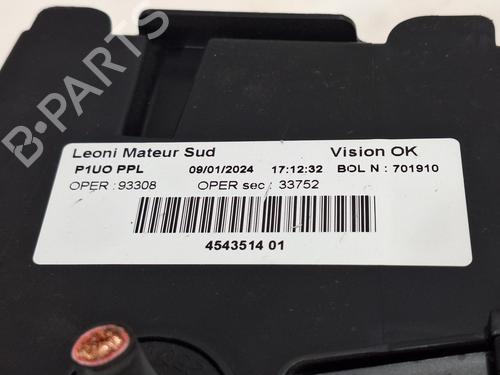 B-PARTS
Leoni Mateur Sud Vision OK
P1UO PPL 09/01/2024 17:12:32 BOL N : 701910
OPER : 93308 OPER sec : 33752
4543514 01